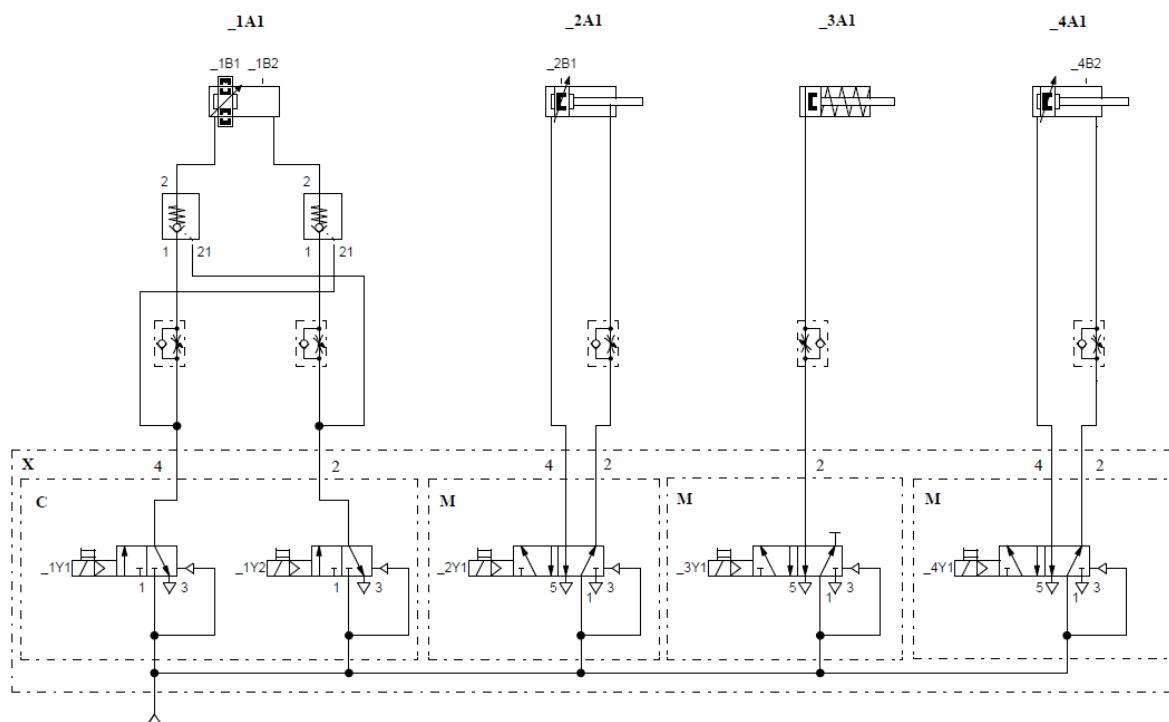 _1A1 _2A1 _3A1 _4A1
_1B1 _1B2 _2B1 _4B2
2 2
1 21 1 21
X 4 2 4 2 2 4 2
C M M M
_1Y1 _1Y2 _2Y1 _3Y1 _4Y1
1 3 1 3 5 1 3 5 1 3 5 1 3